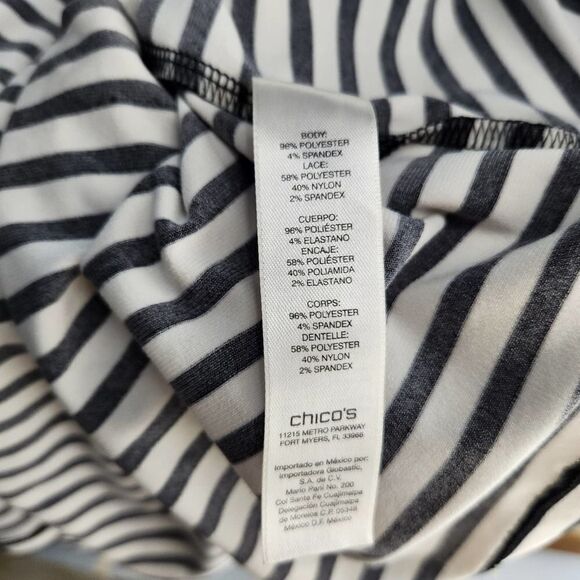 BODY:
96% POLYESTER
4% SPANDEX
LACE:
58% POLYESTER
40% NYLON
2% SPANDEX
CUERPO:
96% POLIÉSTER
4% ELASTANO
ENCAJE:
58% POLIÉSTER
40% POLIAMIDA
2% ELASTANO
CORPS:
96% POLYESTER
4% SPANDEX
DENTELLE:
58% POLYESTER
40% NYLON
2% SPANDEX
chico's
11215 METRO PARKWAY
FORT MYERS, FL 33966
Importado en México por:
Importadora Globastic,
S.A. de C.V.
Mario Pani No. 200
Col Santa Fe Cuajimalpa
Delegación Cuajimalpa
de Morelos C.P. 05348
México D.F. México